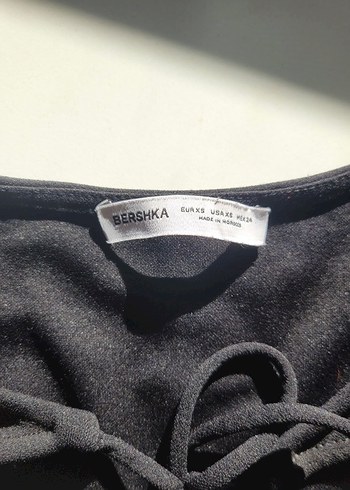 BERSHKA
EUR XS USA XS MEX 24
MADE IN MOROCCO